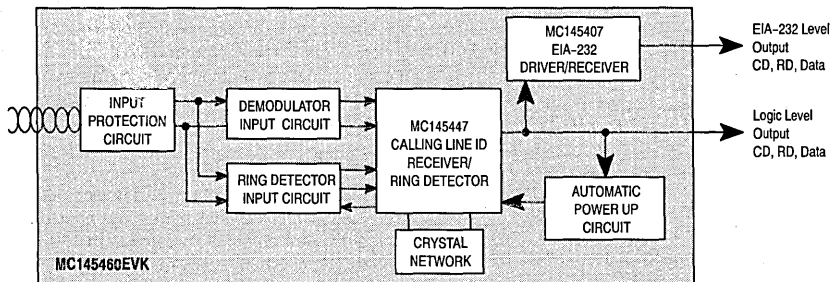 MC145407
EIA-232
DRIVER/RECEIVER
EIA-232 Level
Output
CD, RD, Data
INPUT
PROTECTION
CIRCUIT
DEMODULATOR
INPUT CIRCUIT
MC145447
CALLING LINE ID
RECEIVER/
RING DETECTOR
Logic Level
Output
CD, RD, Data
RING DETECTOR
INPUT CIRCUIT
AUTOMATIC
POWER UP
CIRCUIT
CRYSTAL
NETWORK
MC145460EVK